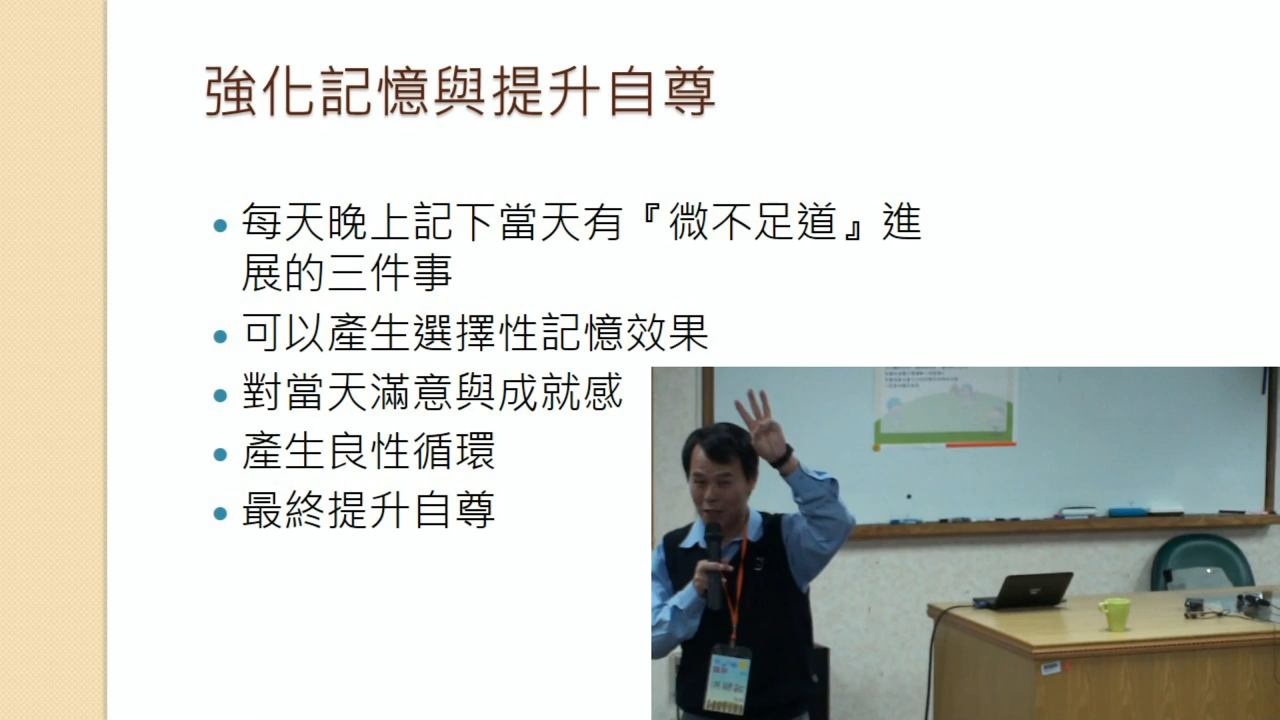 強化記憶與提升自尊
每天晚上記下當天有『微不足道』進
展的三件事
可以產生選擇性記憶效果
對當天滿意與成就感
產生良性循環
最終提升自尊